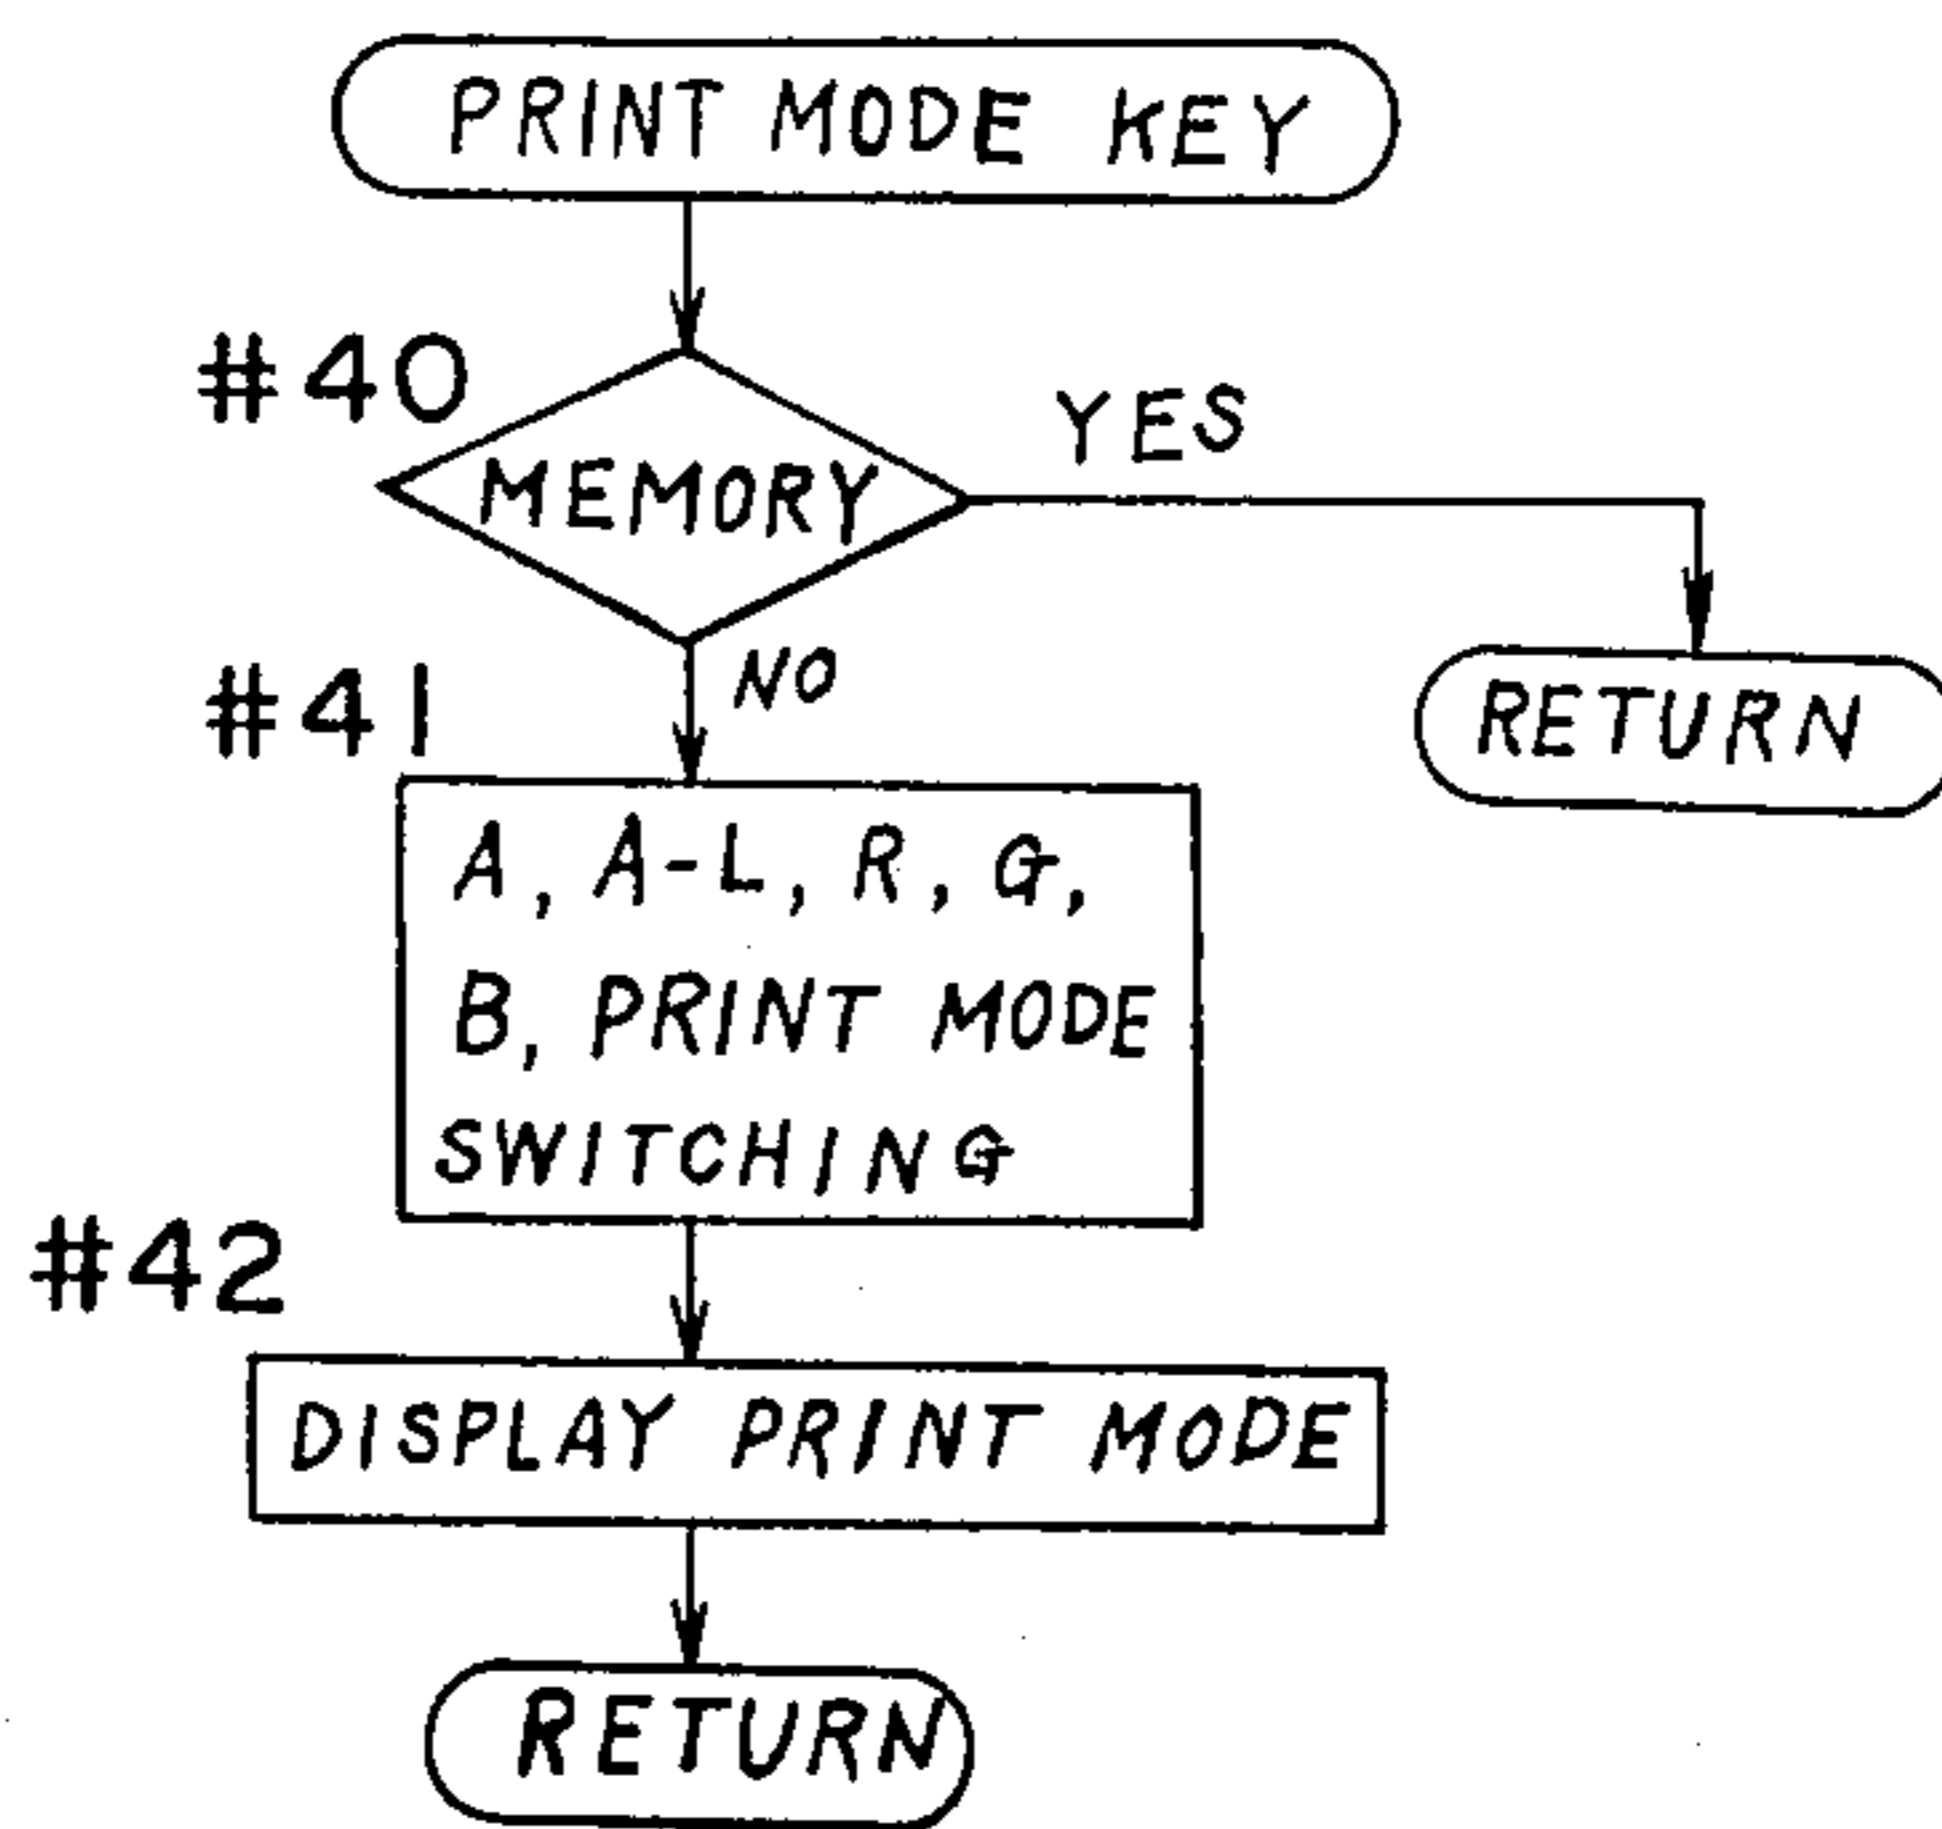 PRINT MODE KEY
#40
YES
MEMORY
NO
#41
RETURN
A, A-L, R, G,
B, PRINT MODE
SWITCHING
#42
DISPLAY PRINT MODE
RETURN